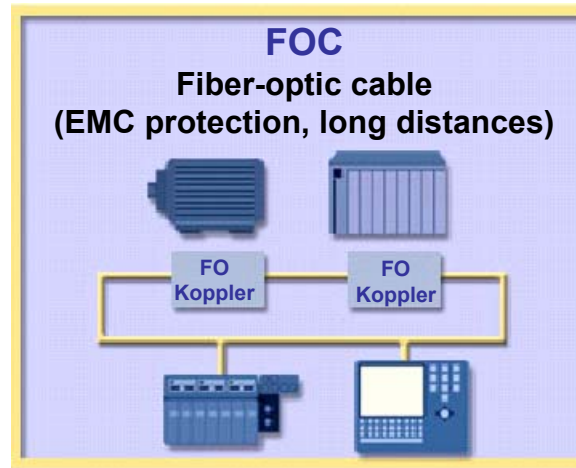 FOC
Fiber-optic cable
(EMC protection, long distances)
FO
Koppler
FO
Koppler